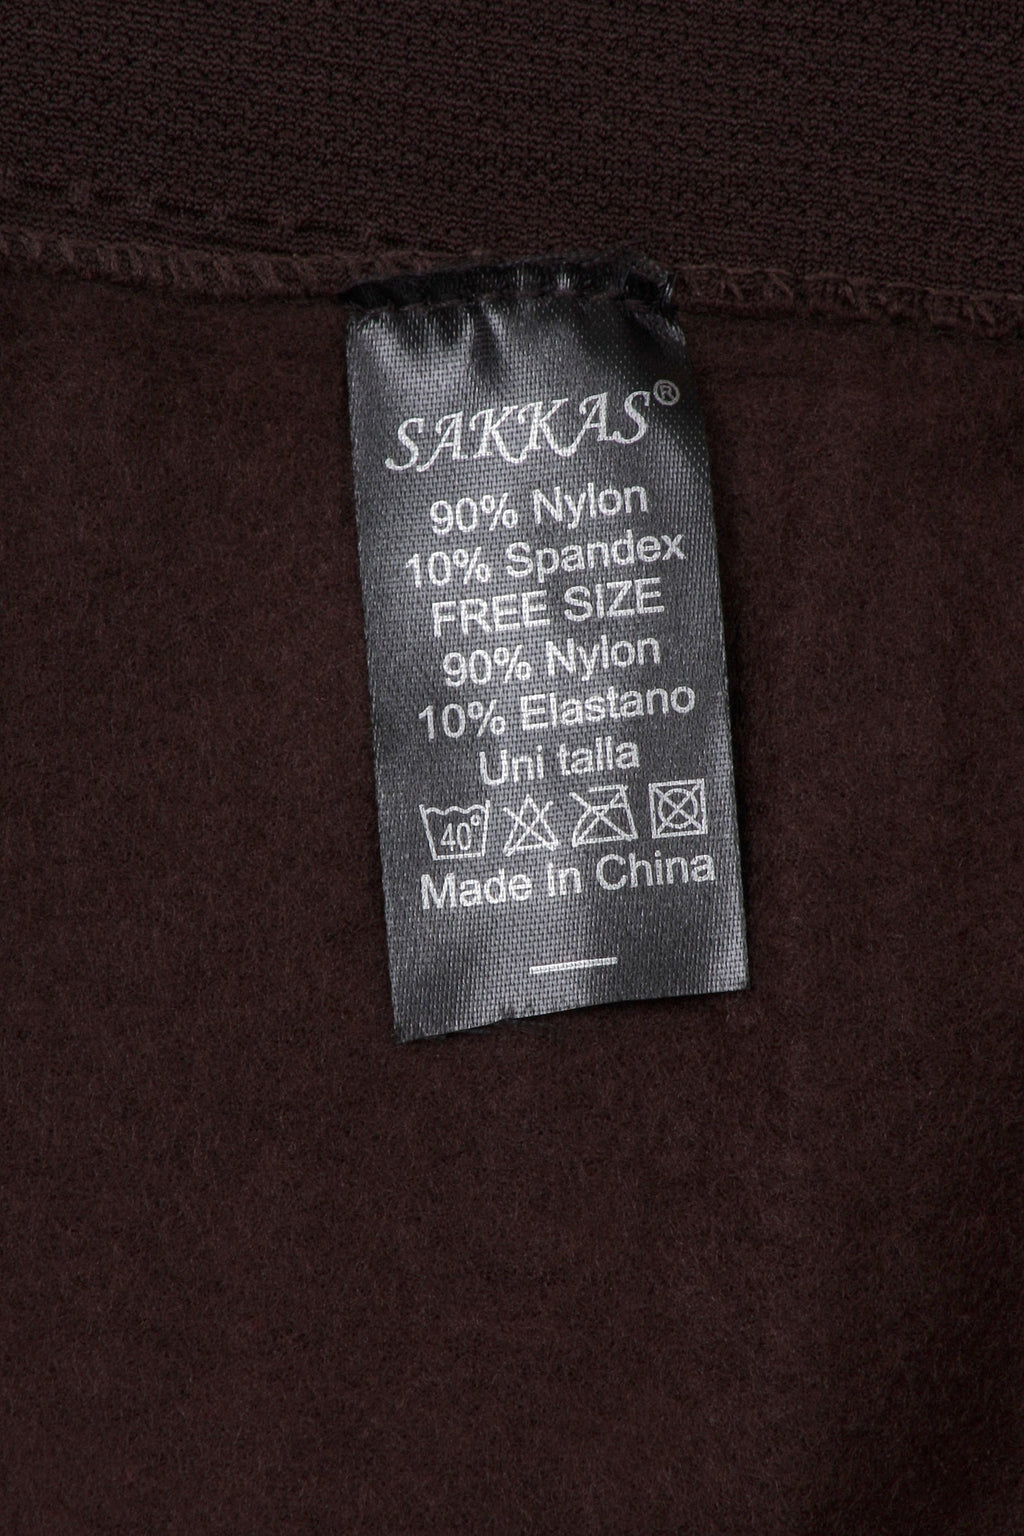 SAKKAS®
90% Nylon
10% Spandex
FREE SIZE
90% Nylon
10% Elastano
Uni talla
40°
Made In China